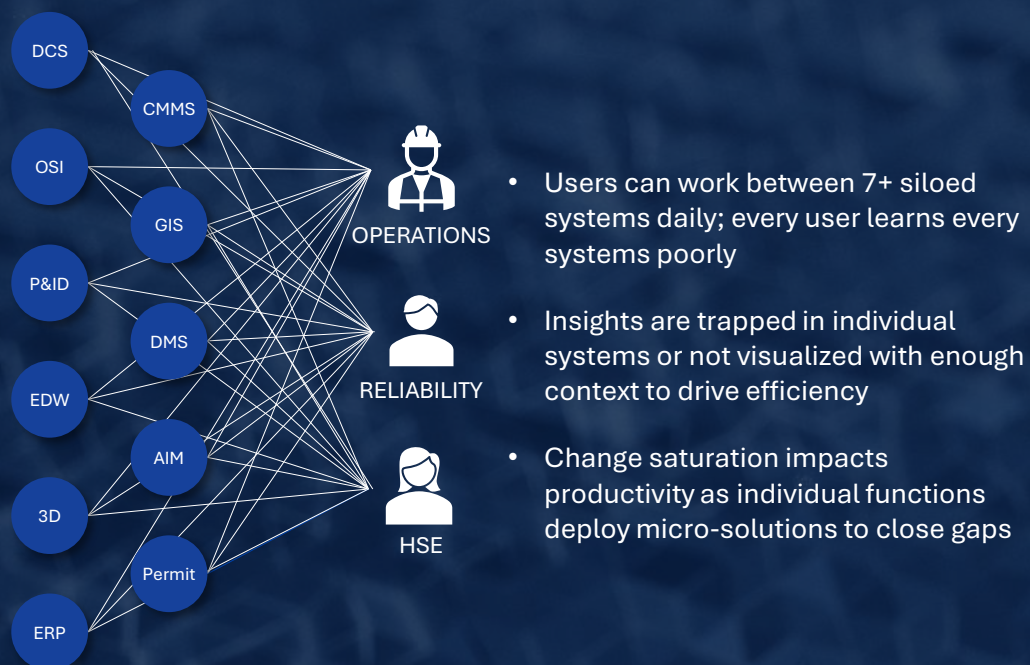 DCS
CMMS
OSI
GIS
P&ID
DMS
EDW
AIM
3D
Permit
ERP
OPERATIONS
RELIABILITY
HSE
• Users can work between 7+ siloed
systems daily; every user learns every
systems poorly
• Insights are trapped in individual
systems or not visualized with enough
context to drive efficiency
• Change saturation impacts
productivity as individual functions
deploy micro-solutions to close gaps